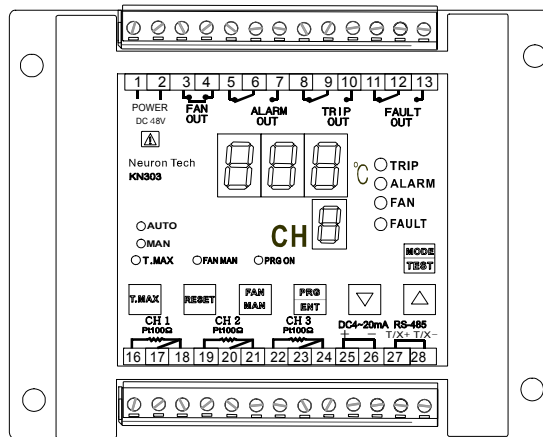 1 2 3 4 5 6 7 8 9 10 11 12 13
POWER
DC 48V
FAN
OUT
ALARM
OUT
TRIP
OUT
FAULT
OUT
Neuron Tech
KN303
°C
TRIP
ALARM
FAN
FAULT
CH
AUTO
MAN
T.MAX FAN MAN PRG ON
MODE
TEST
T.MAX
RESET
FAN
MAN
PRG
ENT
CH 1
Pt100Ω
CH 2
Pt100Ω
CH 3
Pt100Ω
DC4~20mA RS-485
+ − T/X+ T/X−
16 17 18 19 20 21 22 23 24 25 26 27 28